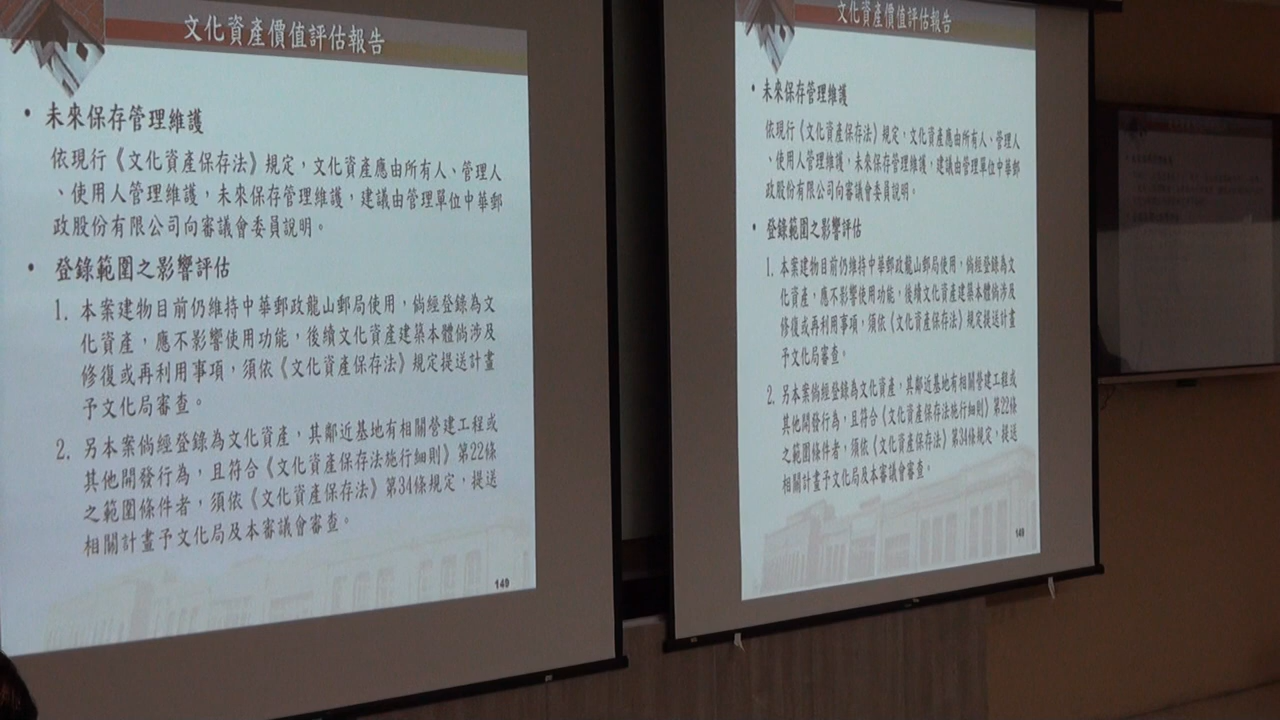 文化資產價值評估報告
• 未來保存管理維護
依現行《文化資產保存法》規定，文化資產應由所有人、管理人
、使用人管理維護，未來保存管理維護，建議由管理單位中華郵
政股份有限公司向審議會委員說明。
• 登錄範圍之影響評估
1. 本案建物目前仍維持中華郵政龍山郵局使用，倘經登錄為文
化資產，應不影響使用功能，後續文化資產建築本體倘涉及
修復或再利用事項，須依《文化資產保存法》規定提送計畫
予文化局審查。
2. 另本案倘經登錄為文化資產，其鄰近基地有相關營建工程或
其他開發行為，且符合《文化資產保存法施行細則》第22條
之範圍條件者，須依《文化資產保存法》第34條規定，提送
相關計畫予文化局及本審議會審查。
149
文化資產價值評估報告
• 未來保存管理維護
依現行《文化資產保存法》規定，文化資產應由所有人、管理人
、使用人管理維護，未來保存管理維護，建議由管理單位中華郵
政股份有限公司向審議會委員說明。
• 登錄範圍之影響評估
1. 本案建物目前仍維持中華郵政龍山郵局使用，倘經登錄為文
化資產，應不影響使用功能，後續文化資產建築本體倘涉及
修復或再利用事項，須依《文化資產保存法》規定提送計畫
予文化局審查。
2. 另本案倘經登錄為文化資產，其鄰近基地有相關營建工程或
其他開發行為，且符合《文化資產保存法施行細則》第22條
之範圍條件者，須依《文化資產保存法》第34條規定，提送
相關計畫予文化局及本審議會審查。
149